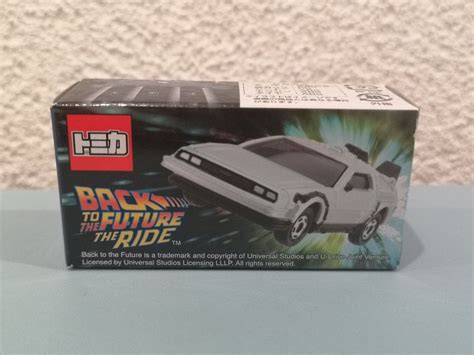 トミカ
BACK
TO THE FUTURE
THE RIDE™
Back to the Future is a trademark and copyright of Universal Studios and U-Drive Joint Venture
Licensed by Universal Studios Licensing LLLP. All rights reserved.